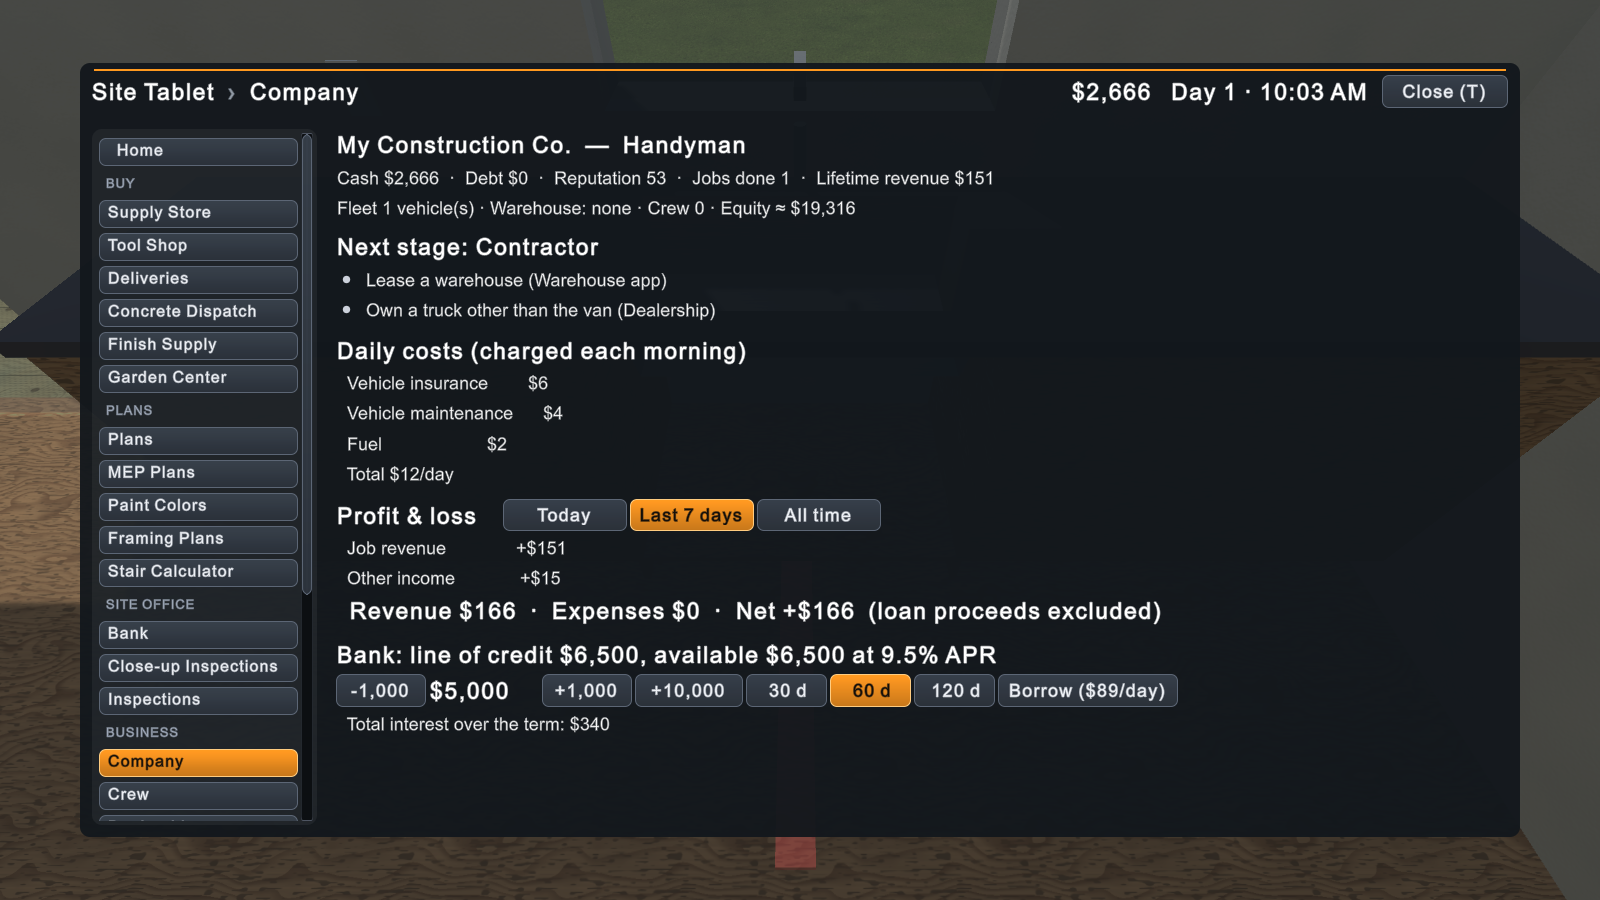 Site Tablet › Company
$2,666 Day 1 · 10:03 AM Close (T)
Home
BUY
Supply Store
Tool Shop
Deliveries
Concrete Dispatch
Finish Supply
Garden Center
PLANS
Plans
MEP Plans
Paint Colors
Framing Plans
Stair Calculator
SITE OFFICE
Bank
Close-up Inspections
Inspections
BUSINESS
Company
Crew
My Construction Co. — Handyman
Cash $2,666 · Debt $0 · Reputation 53 · Jobs done 1 · Lifetime revenue $151
Fleet 1 vehicle(s) · Warehouse: none · Crew 0 · Equity ≈ $19,316
Next stage: Contractor
• Lease a warehouse (Warehouse app)
• Own a truck other than the van (Dealership)
Daily costs (charged each morning)
Vehicle insurance $6
Vehicle maintenance $4
Fuel $2
Total $12/day
Profit & loss Today Last 7 days All time
Job revenue +$151
Other income +$15
Revenue $166 · Expenses $0 · Net +$166 (loan proceeds excluded)
Bank: line of credit $6,500, available $6,500 at 9.5% APR
-1,000 $5,000 +1,000 +10,000 30 d 60 d 120 d Borrow ($89/day)
Total interest over the term: $340